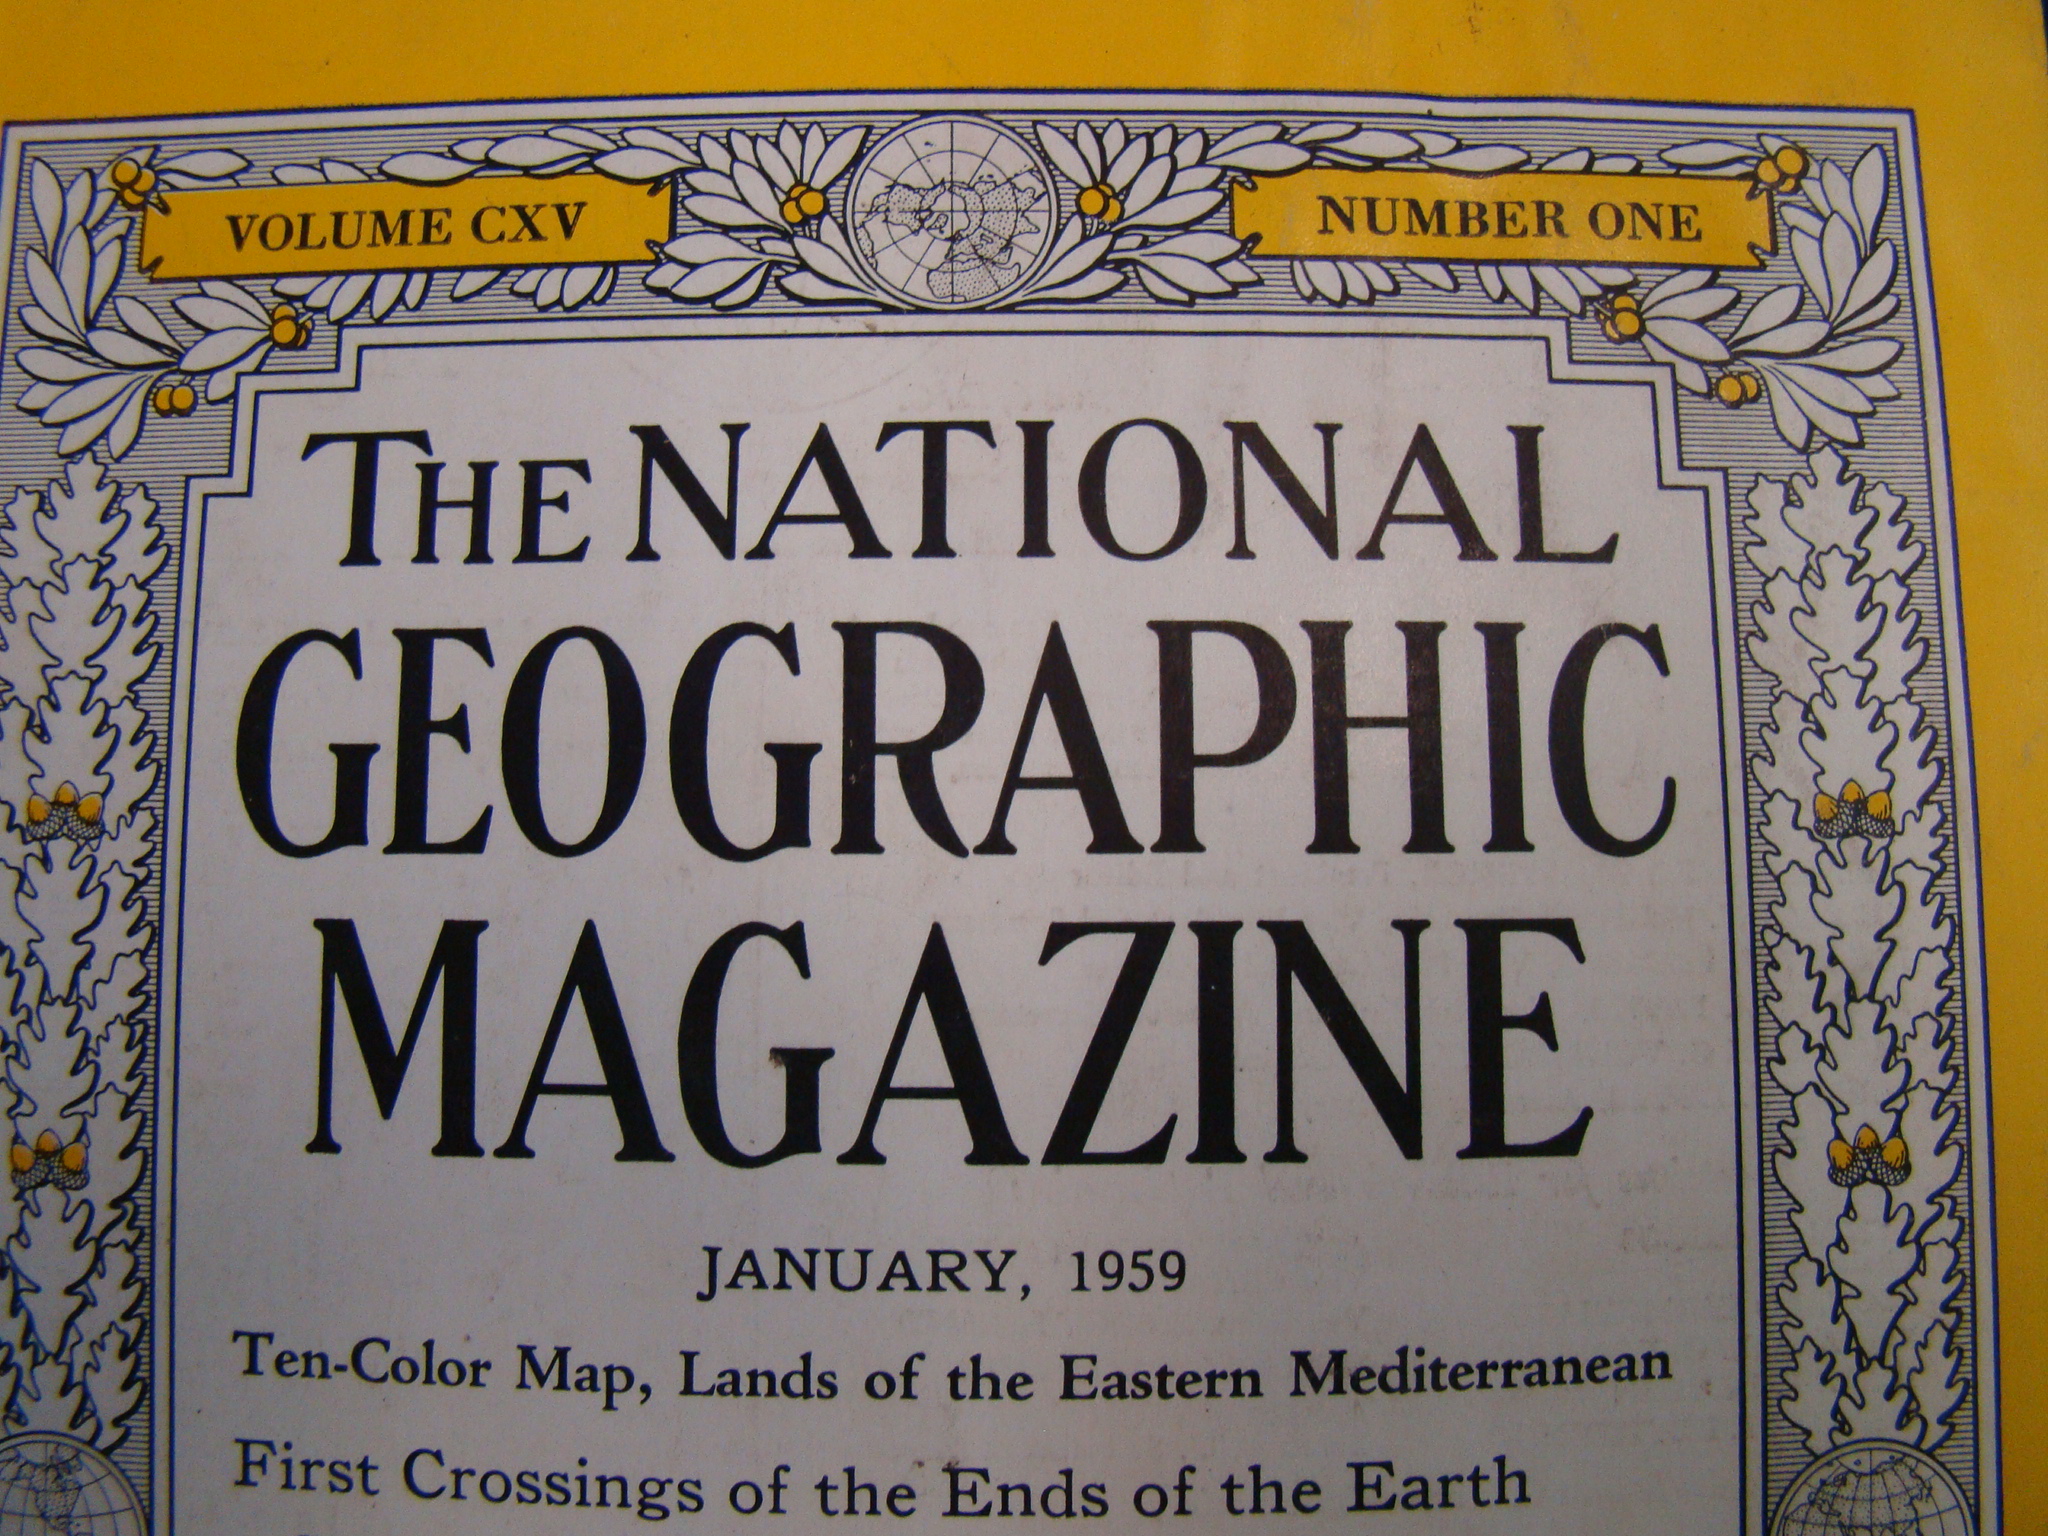 VOLUME CXV
NUMBER ONE
THE NATIONAL
GEOGRAPHIC
MAGAZINE
JANUARY, 1959
Ten-Color Map, Lands of the Eastern Mediterranean
First Crossings of the Ends of the Earth